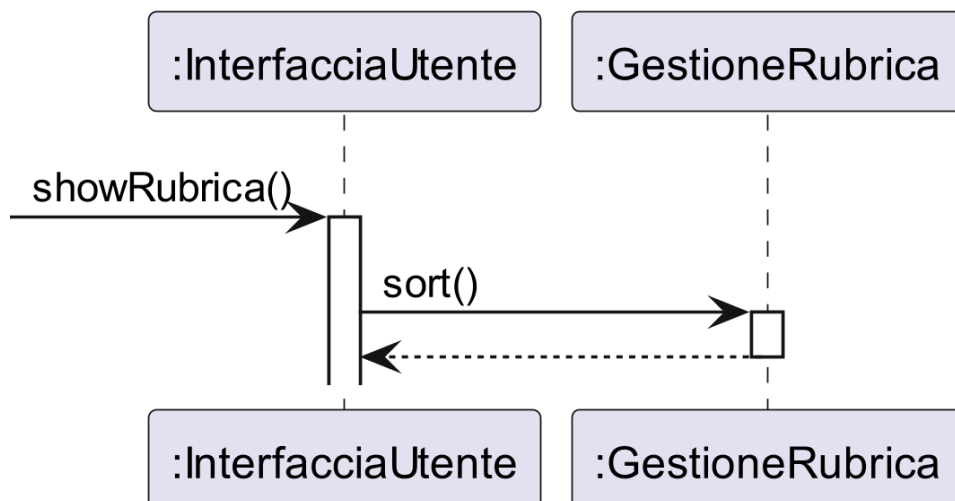 :InterfacciaUtente
:GestioneRubrica
showRubrica()
sort()
:InterfacciaUtente
:GestioneRubrica